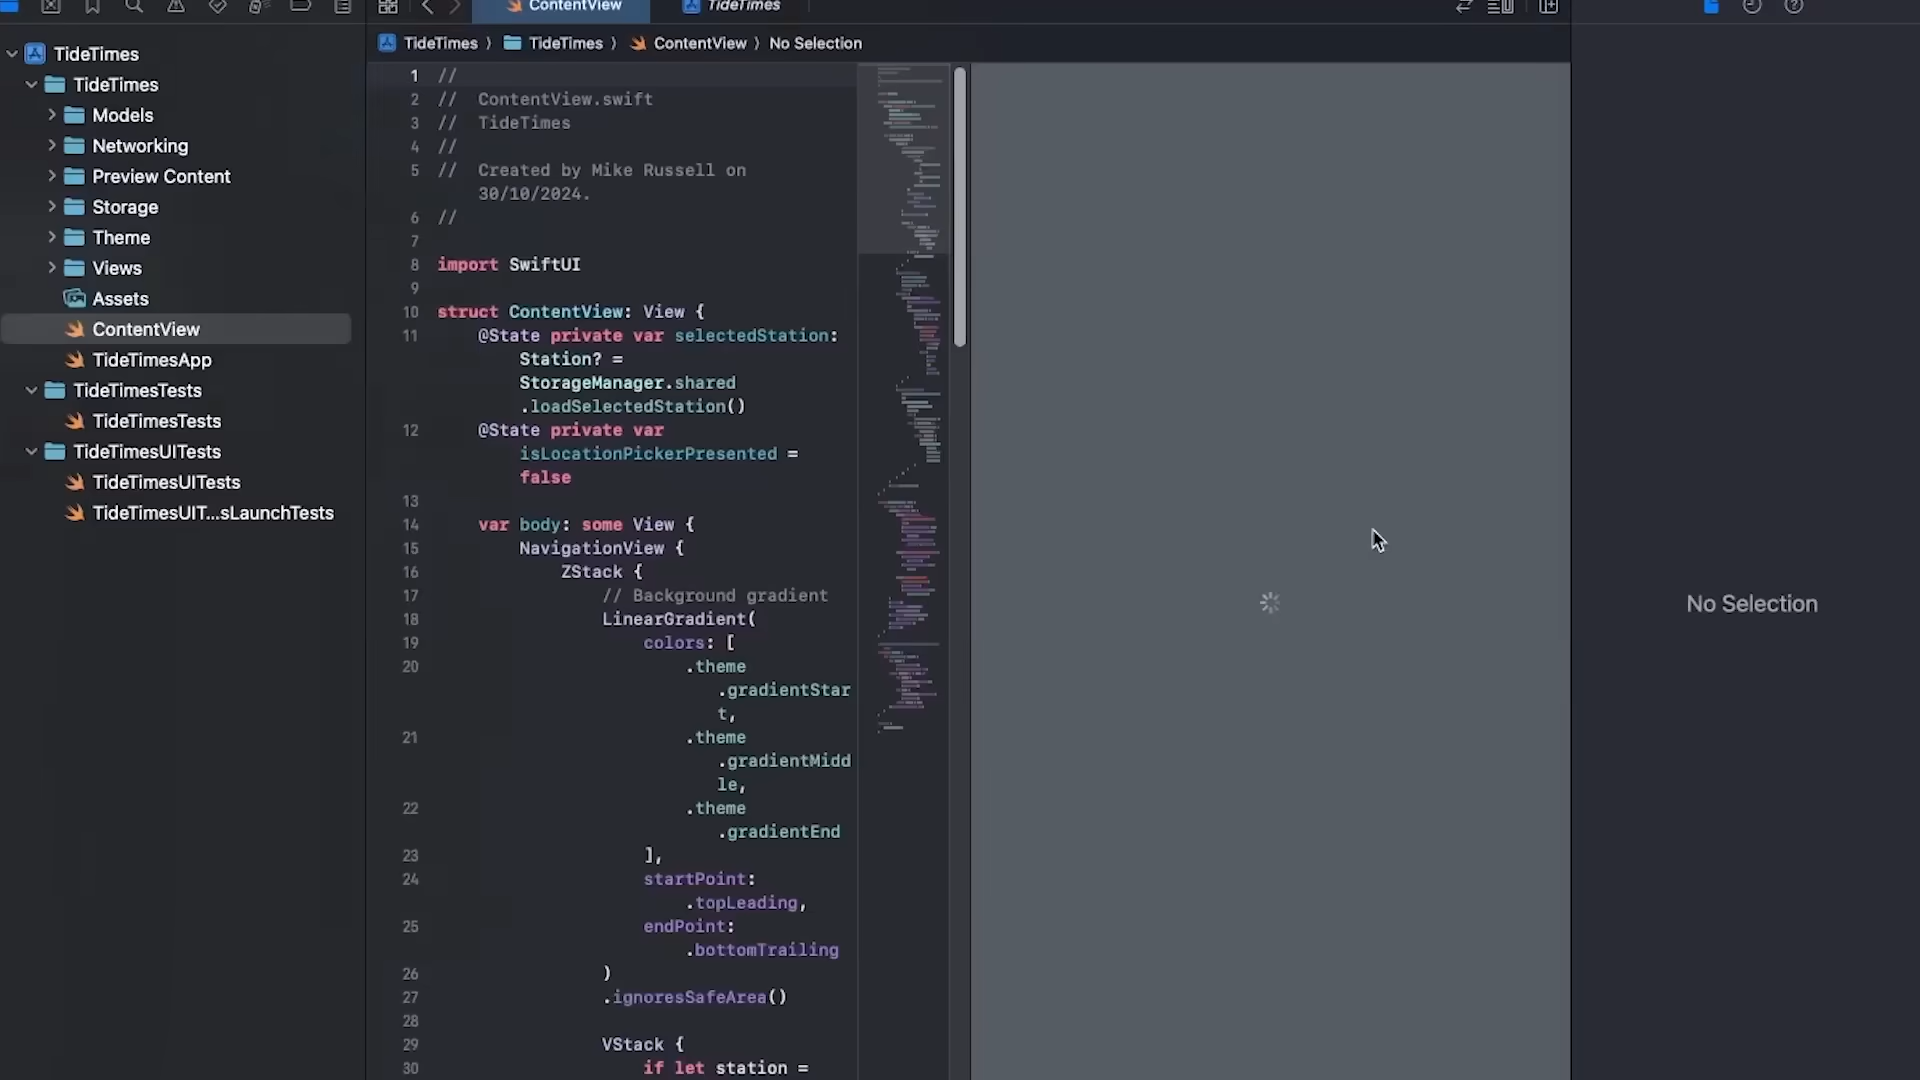 ContentView
TideTimes
TideTimes
TideTimes
Models
Networking
Preview Content
Storage
Theme
Views
Assets
ContentView
TideTimesApp
TideTimesTests
TideTimesTests
TideTimesUITests
TideTimesUITests
TideTimesUIT...sLaunchTests
TideTimes 〉 TideTimes 〉 ContentView 〉 No Selection
1 //
2 // ContentView.swift
3 // TideTimes
4 //
5 // Created by Mike Russell on
30/10/2024.
6 //
7
8 import SwiftUI
9
10 struct ContentView: View {
11 @State private var selectedStation:
Station? =
StorageManager.shared
.loadSelectedStation()
12 @State private var
isLocationPickerPresented =
false
13
14 var body: some View {
15 NavigationView {
16 ZStack {
17 // Background gradient
18 LinearGradient(
19 colors: [
20 .theme
.gradientStar
t,
21 .theme
.gradientMidd
le,
22 .theme
.gradientEnd
23 ],
24 startPoint:
.topLeading,
25 endPoint:
.bottomTrailing
26 )
27 .ignoresSafeArea()
28
29 VStack {
30 if let station =
No Selection